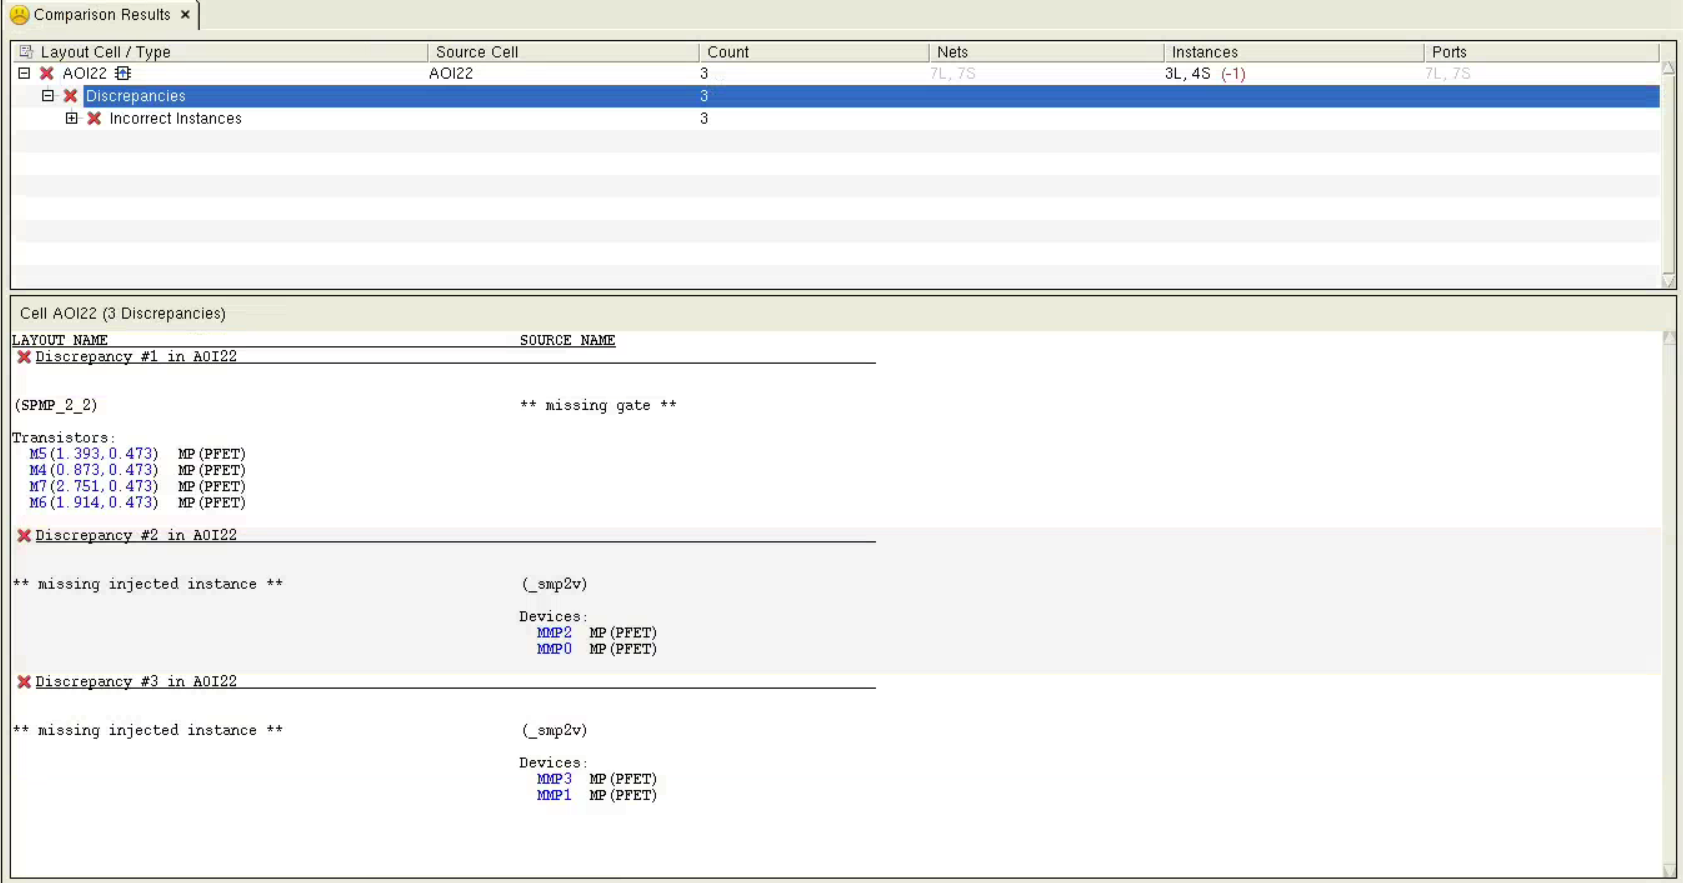 Comparison Results ×
Layout Cell / Type Source Cell Count Nets Instances Ports
AOI22 AOI22 3 7L, 7S 3L, 4S (-1) 7L, 7S
Discrepancies 3
Incorrect Instances 3
Cell AOI22 (3 Discrepancies)
LAYOUT NAME SOURCE NAME
Discrepancy #1 in AOI22
(SPMP_2_2) ** missing gate **
Transistors:
M5(1.393,0.473) MP(PFET)
M4(0.873,0.473) MP(PFET)
M7(2.751,0.473) MP(PFET)
M6(1.914,0.473) MP(PFET)
Discrepancy #2 in AOI22
** missing injected instance ** (_smp2v)
Devices:
MMP2 MP(PFET)
MMP0 MP(PFET)
Discrepancy #3 in AOI22
** missing injected instance ** (_smp2v)
Devices:
MMP3 MP(PFET)
MMP1 MP(PFET)